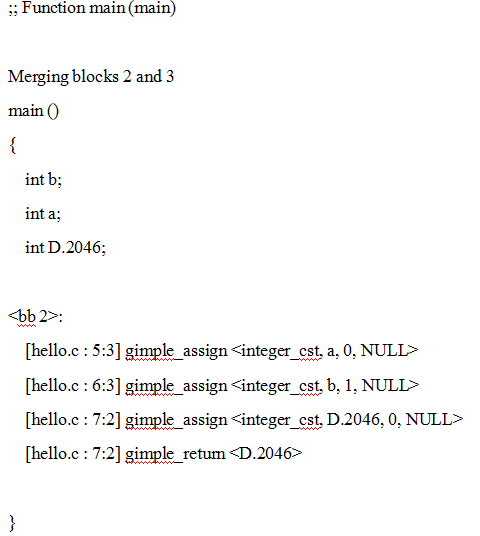 ;; Function main (main)
Merging blocks 2 and 3
main ()
{
int b;
int a;
int D.2046;
<bb 2>:
[hello.c : 5:3] gimple_assign <integer_cst, a, 0, NULL>
[hello.c : 6:3] gimple_assign <integer_cst, b, 1, NULL>
[hello.c : 7:2] gimple_assign <integer_cst, D.2046, 0, NULL>
[hello.c : 7:2] gimple_return <D.2046>
}